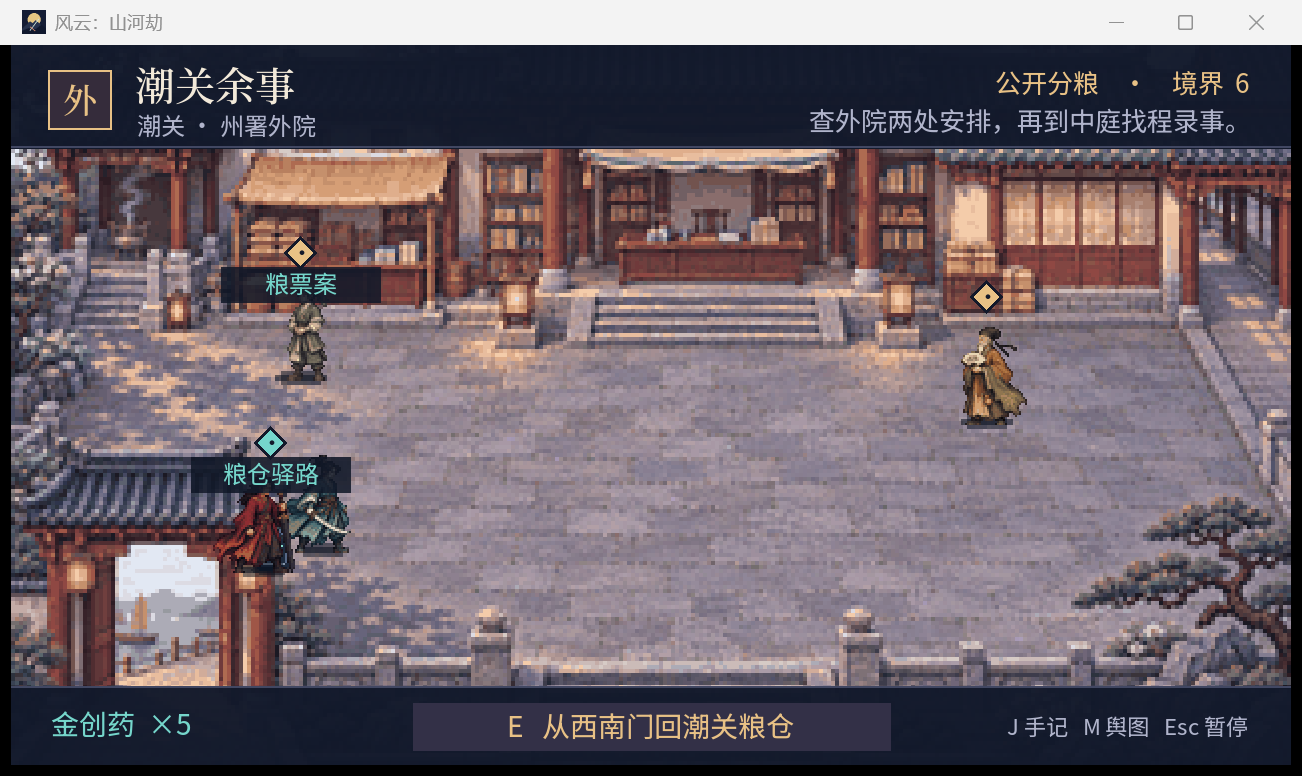 风云：山河劫
外
潮关余事
潮关 · 州署外院
公开分粮 · 境界 6
查外院两处安排，再到中庭找程录事。
粮票案
粮仓驿路
金创药 ×5
E 从西南门回潮关粮仓
J 手记 M 舆图 Esc 暂停